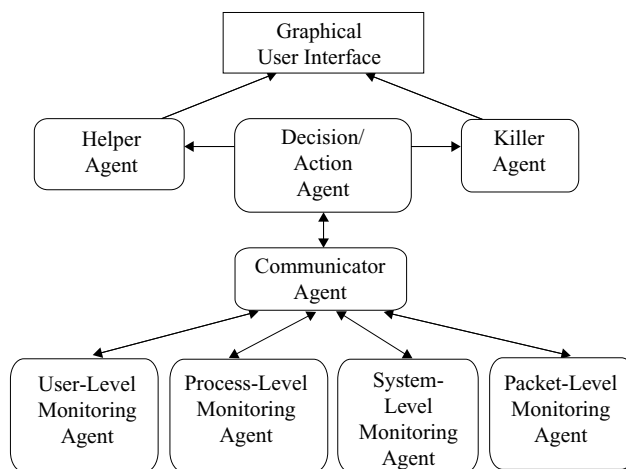 Graphical
User Interface
Helper
Agent
Decision/
Action
Agent
Killer
Agent
Communicator
Agent
User-Level
Monitoring
Agent
Process-Level
Monitoring
Agent
System-
Level
Monitoring
Agent
Packet-Level
Monitoring
Agent